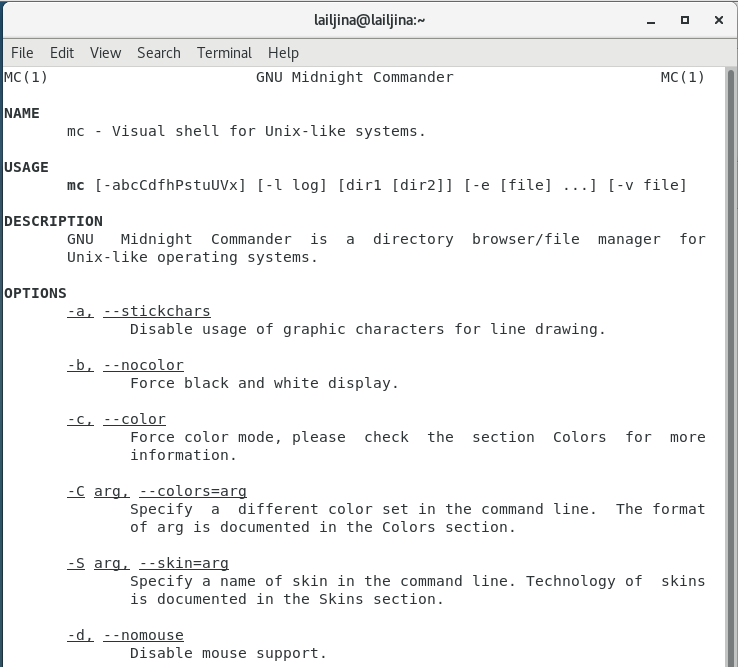 lailjina@lailjina:~
File Edit View Search Terminal Help
MC(1) GNU Midnight Commander MC(1)
NAME
mc - Visual shell for Unix-like systems.
USAGE
mc [-abcCdfhPstuUVx] [-l log] [dir1 [dir2]] [-e [file] ...] [-v file]
DESCRIPTION
GNU Midnight Commander is a directory browser/file manager for
Unix-like operating systems.
OPTIONS
-a, --stickchars
Disable usage of graphic characters for line drawing.
-b, --nocolor
Force black and white display.
-c, --color
Force color mode, please check the section Colors for more
information.
-C arg, --colors=arg
Specify a different color set in the command line. The format
of arg is documented in the Colors section.
-S arg, --skin=arg
Specify a name of skin in the command line. Technology of skins
is documented in the Skins section.
-d, --nomouse
Disable mouse support.